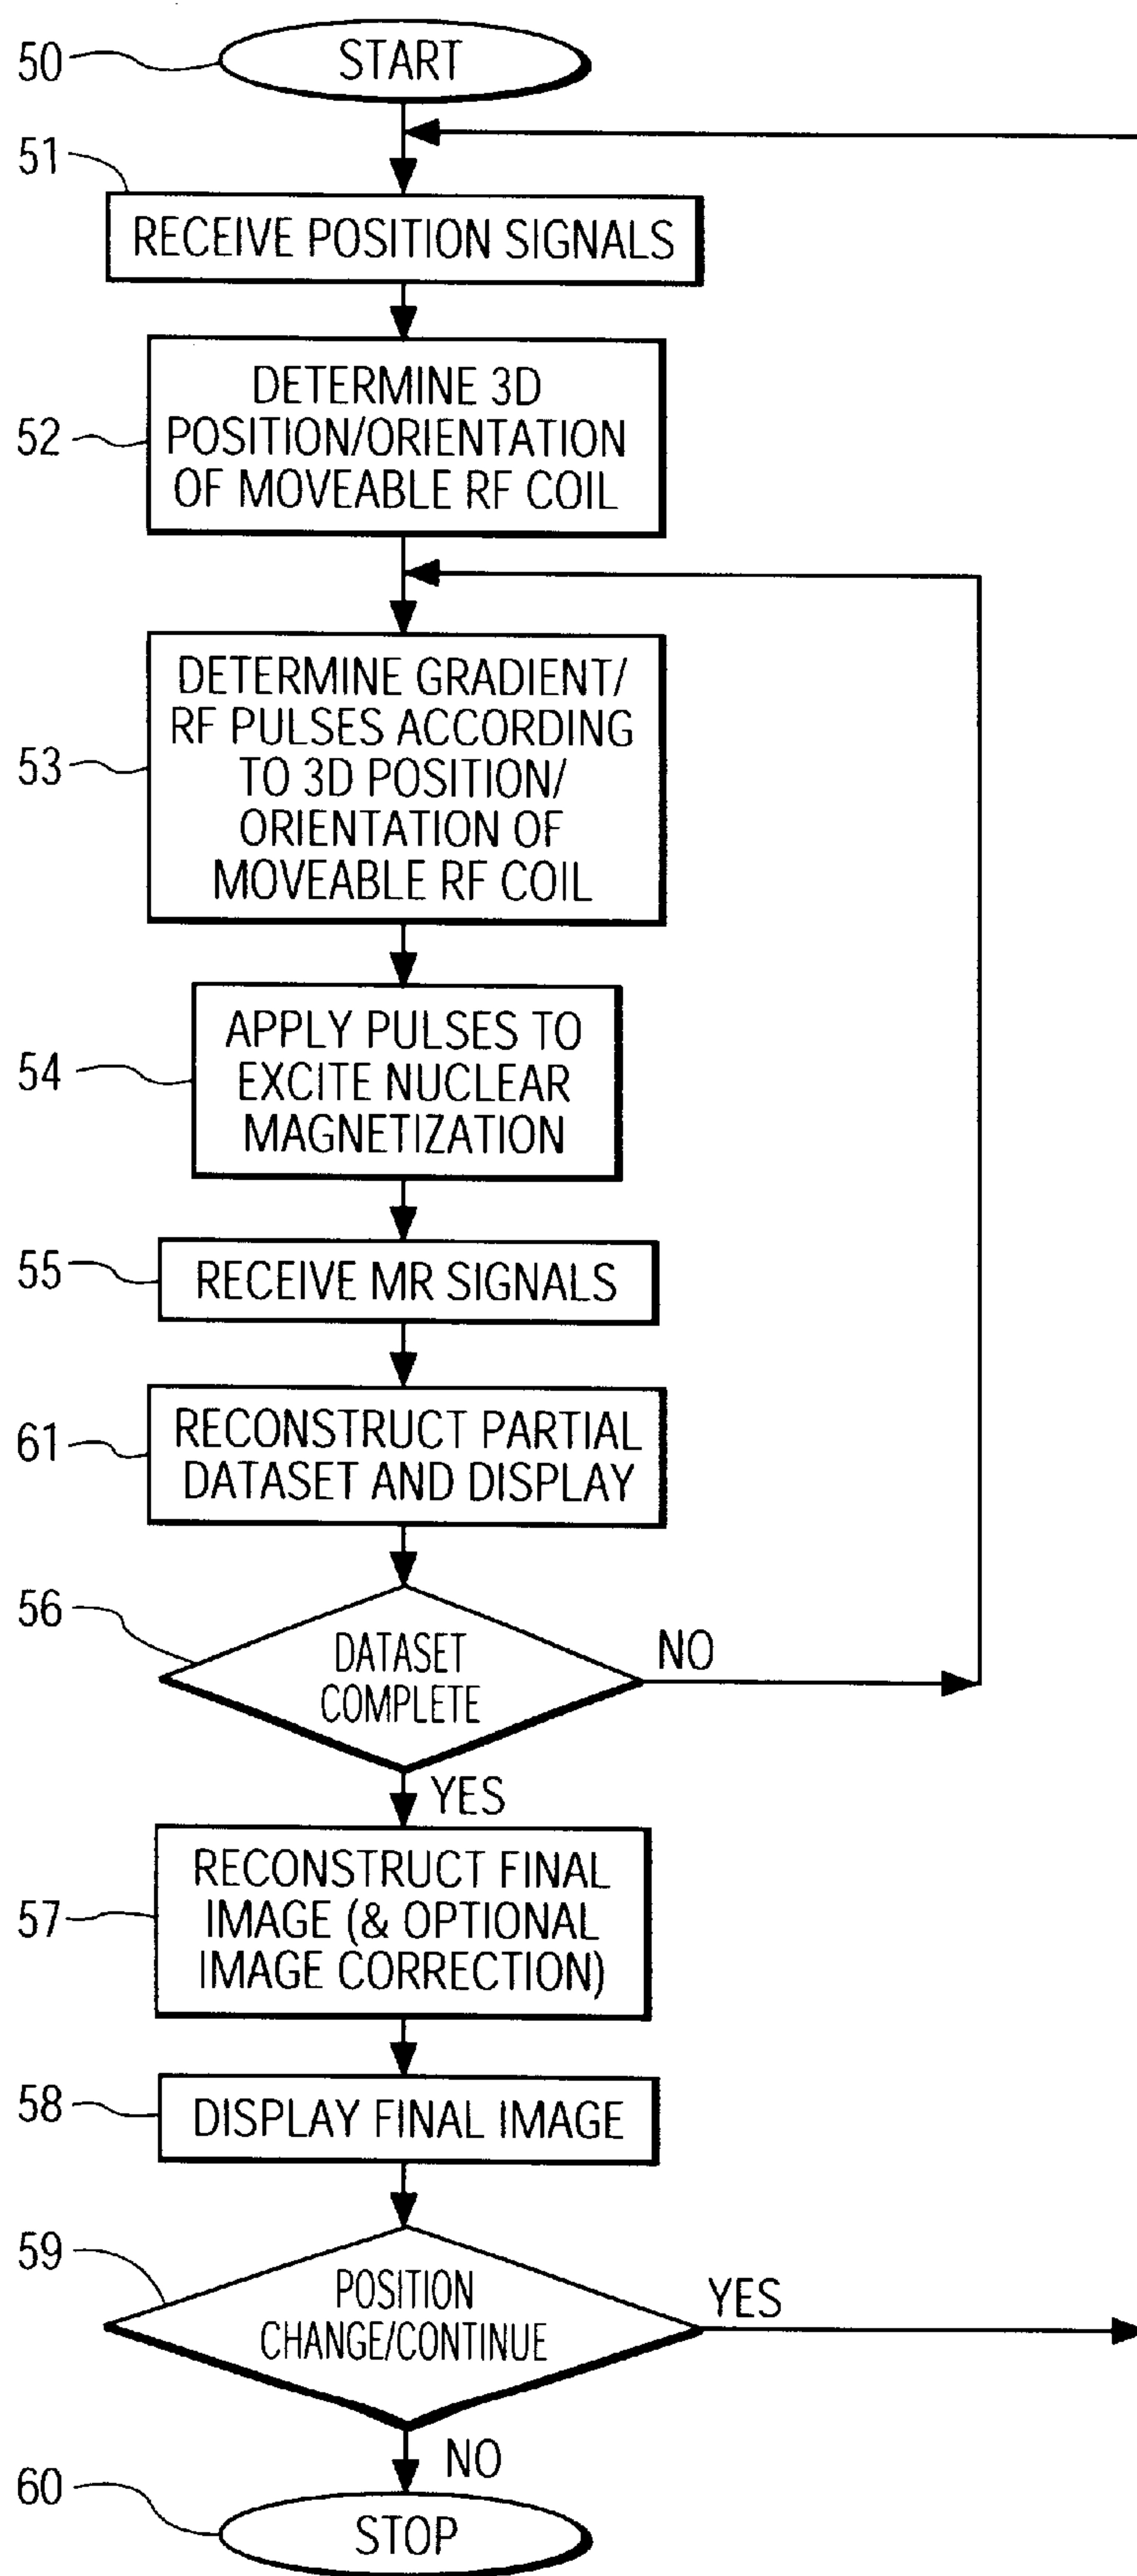 50
START
51
RECEIVE POSITION SIGNALS
52
DETERMINE 3D
POSITION/ORIENTATION
OF MOVEABLE RF COIL
53
DETERMINE GRADIENT/
RF PULSES ACCORDING
TO 3D POSITION/
ORIENTATION OF
MOVEABLE RF COIL
54
APPLY PULSES TO
EXCITE NUCLEAR
MAGNETIZATION
55
RECEIVE MR SIGNALS
61
RECONSTRUCT PARTIAL
DATASET AND DISPLAY
56
DATASET
COMPLETE
NO
YES
57
RECONSTRUCT FINAL
IMAGE (& OPTIONAL
IMAGE CORRECTION)
58
DISPLAY FINAL IMAGE
59
POSITION
CHANGE/CONTINUE
YES
NO
60
STOP